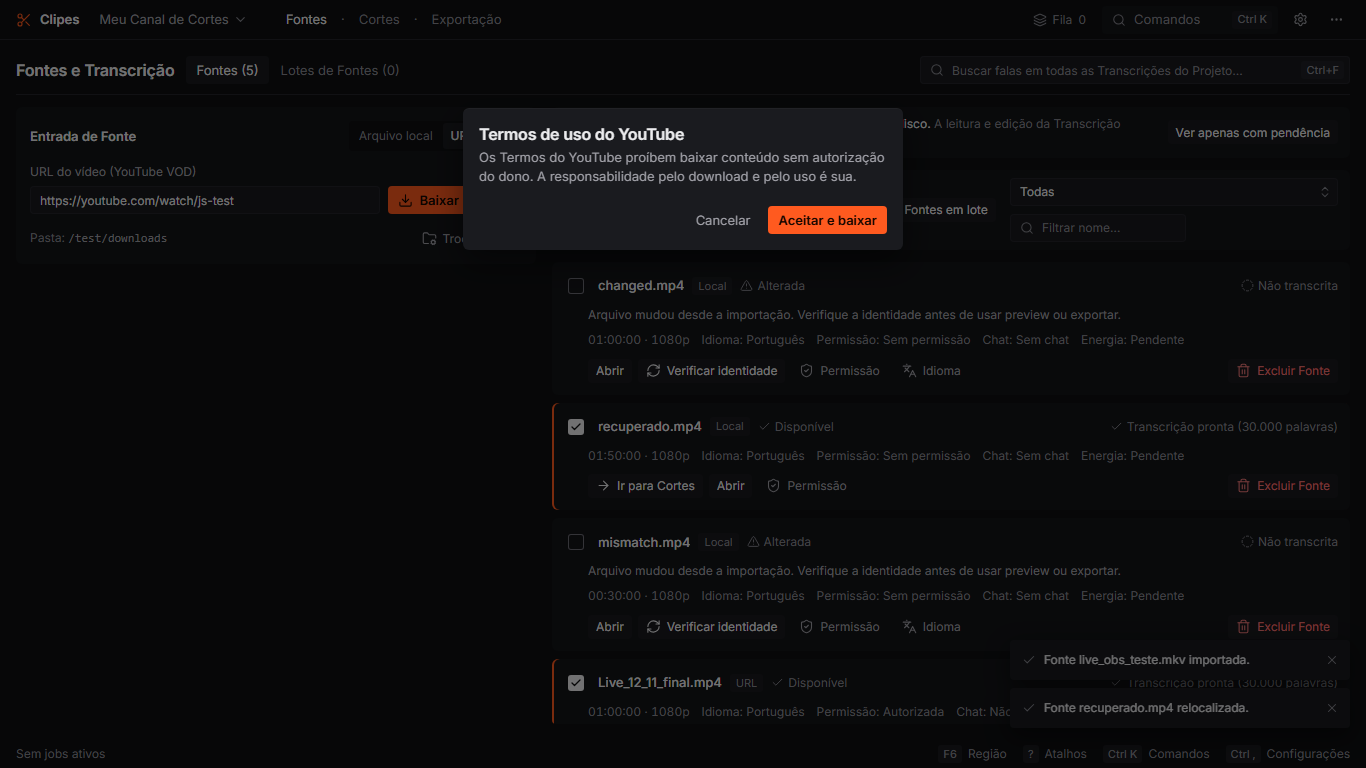 Clipes Meu Canal de Cortes Fontes · Cortes · Exportação Fila 0 Comandos Ctrl K
Fontes e Transcrição Fontes (5) Lotes de Fontes (0) Buscar falas em todas as Transcrições do Projeto... Ctrl+F
Entrada de Fonte Arquivo local
URL do vídeo (YouTube VOD)
https://youtube.com/watch/js-test Baixar
Pasta: /test/downloads
Termos de uso do YouTube
Os Termos do YouTube proíbem baixar conteúdo sem autorização
do dono. A responsabilidade pelo download e pelo uso é sua.
Cancelar Aceitar e baixar
A leitura e edição da Transcrição
Ver apenas com pendência
Fontes em lote
Todas
Filtrar nome...
changed.mp4 Local Alterada Não transcrita
Arquivo mudou desde a importação. Verifique a identidade antes de usar preview ou exportar.
01:00:00 · 1080p Idioma: Português Permissão: Sem permissão Chat: Sem chat Energia: Pendente
Abrir Verificar identidade Permissão Idioma Excluir Fonte
recuperado.mp4 Local Disponível Transcrição pronta (30.000 palavras)
01:50:00 · 1080p Idioma: Português Permissão: Sem permissão Chat: Sem chat Energia: Pendente
Ir para Cortes Abrir Permissão Excluir Fonte
mismatch.mp4 Local Alterada Não transcrita
Arquivo mudou desde a importação. Verifique a identidade antes de usar preview ou exportar.
00:30:00 · 1080p Idioma: Português Permissão: Sem permissão Chat: Sem chat Energia: Pendente
Abrir Verificar identidade Permissão Idioma Excluir Fonte
Live_12_11_final.mp4 URL Disponível Transcrição pronta (30.000 palavras)
01:00:00 · 1080p Idioma: Português Permissão: Autorizada Chat:
Fonte live_obs_teste.mkv importada.
Fonte recuperado.mp4 relocalizada.
Sem jobs ativos F6 Região ? Atalhos Ctrl K Comandos Ctrl , Configurações